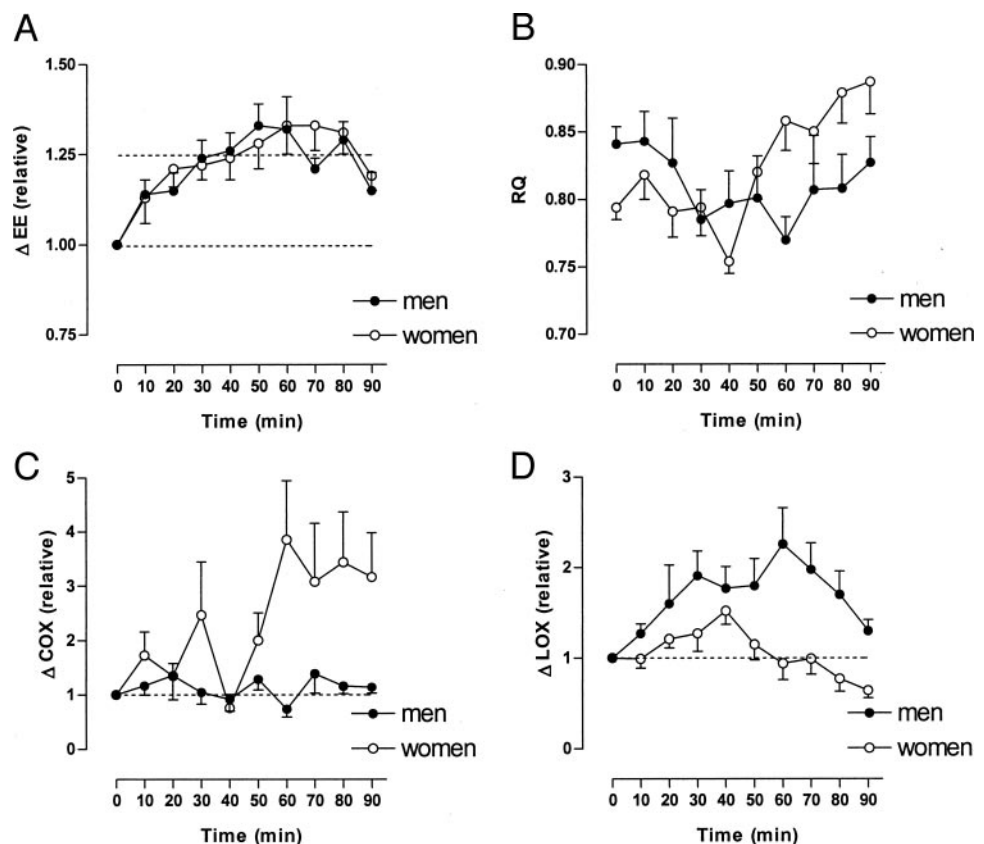 A
Δ EE (relative)
1.50
1.25
1.00
0.75
men
women
0 10 20 30 40 50 60 70 80 90
Time (min)
B
RQ
0.90
0.85
0.80
0.75
0.70
men
women
0 10 20 30 40 50 60 70 80 90
Time (min)
C
Δ COX (relative)
5
4
3
2
1
0
men
women
0 10 20 30 40 50 60 70 80 90
Time (min)
D
Δ LOX (relative)
3
2
1
0
men
women
0 10 20 30 40 50 60 70 80 90
Time (min)